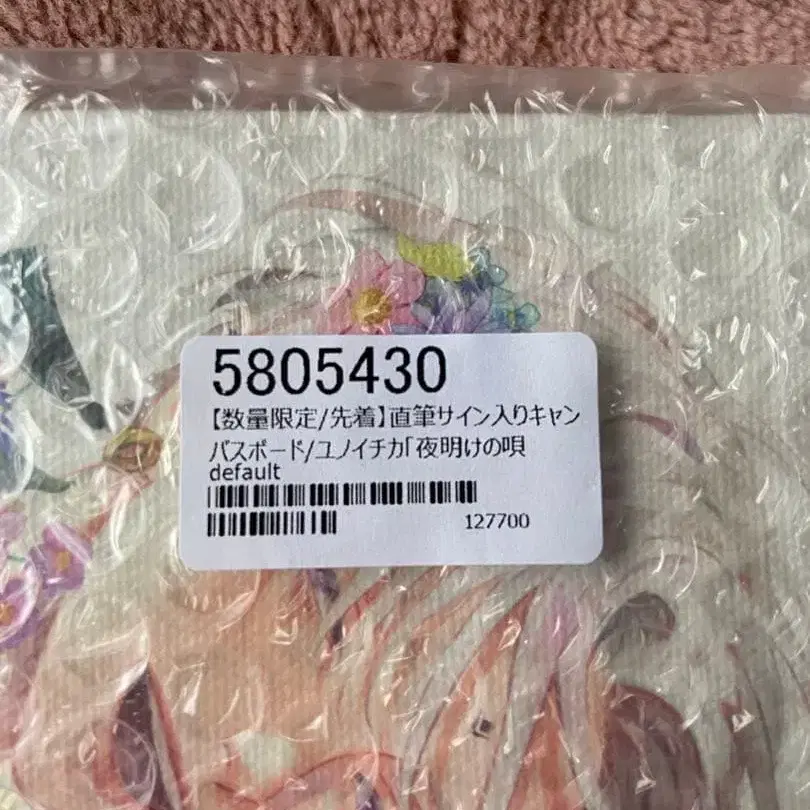 5805430
【数量限定/先着】直筆サイン入りキャン
バスボード/ユノイチカ「夜明けの唄
default
127700